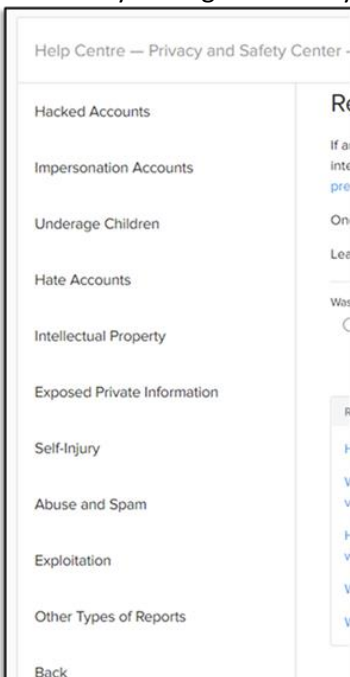 Help Centre — Privacy and Safety Center -
Hacked Accounts
Impersonation Accounts
Underage Children
Hate Accounts
Intellectual Property
Exposed Private Information
Self-Injury
Abuse and Spam
Exploitation
Other Types of Reports
Back
Re
If a
inte
pre
On
Lea
Was